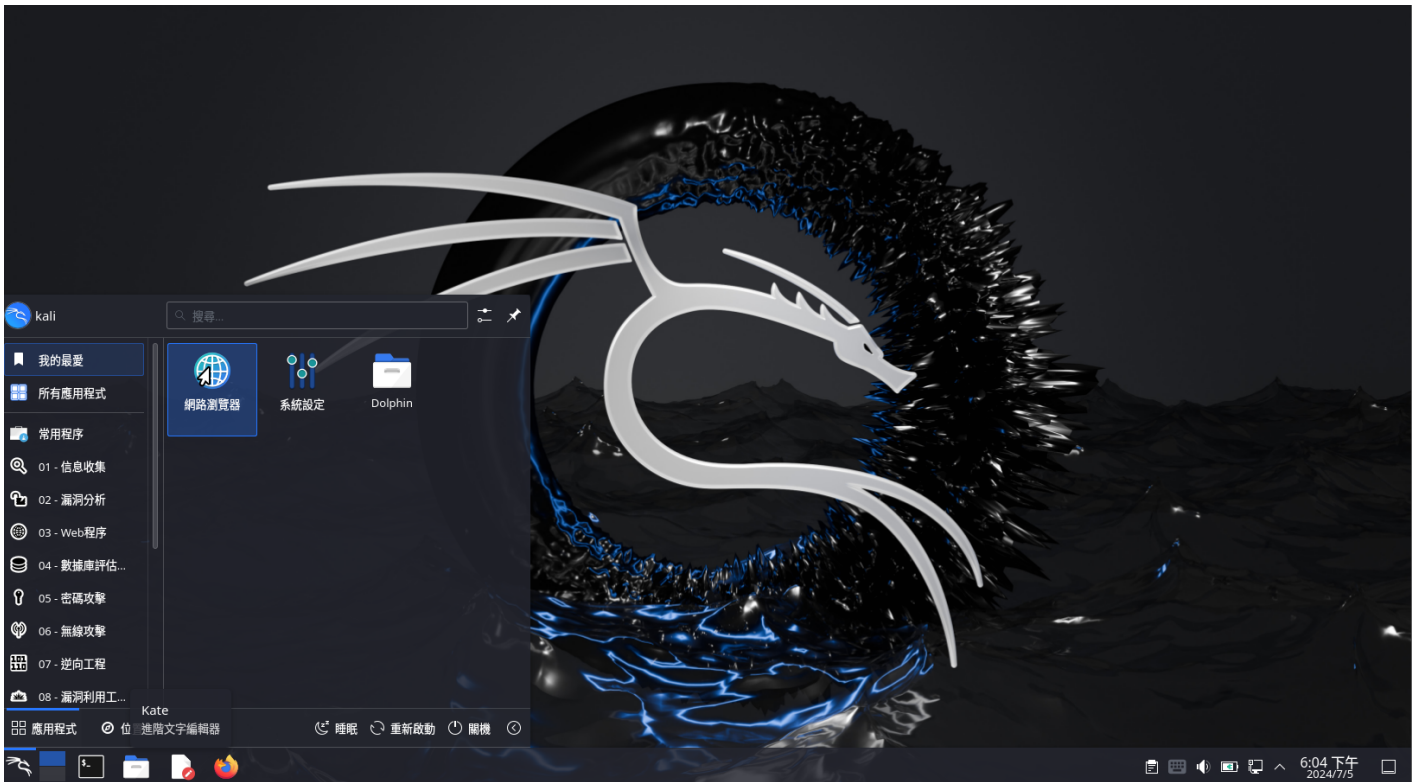 kali
搜尋...
我的最愛
所有應用程式
常用程序
01 - 信息收集
02 - 漏洞分析
03 - Web程序
04 - 數據庫評估...
05 - 密碼攻擊
06 - 無線攻擊
07 - 逆向工程
08 - 漏洞利用工...
網路瀏覽器
系統設定
Dolphin
Kate
進階文字編輯器
應用程式
位
睡眠
重新啟動
關機
$_
6:04 下午
2024/7/5